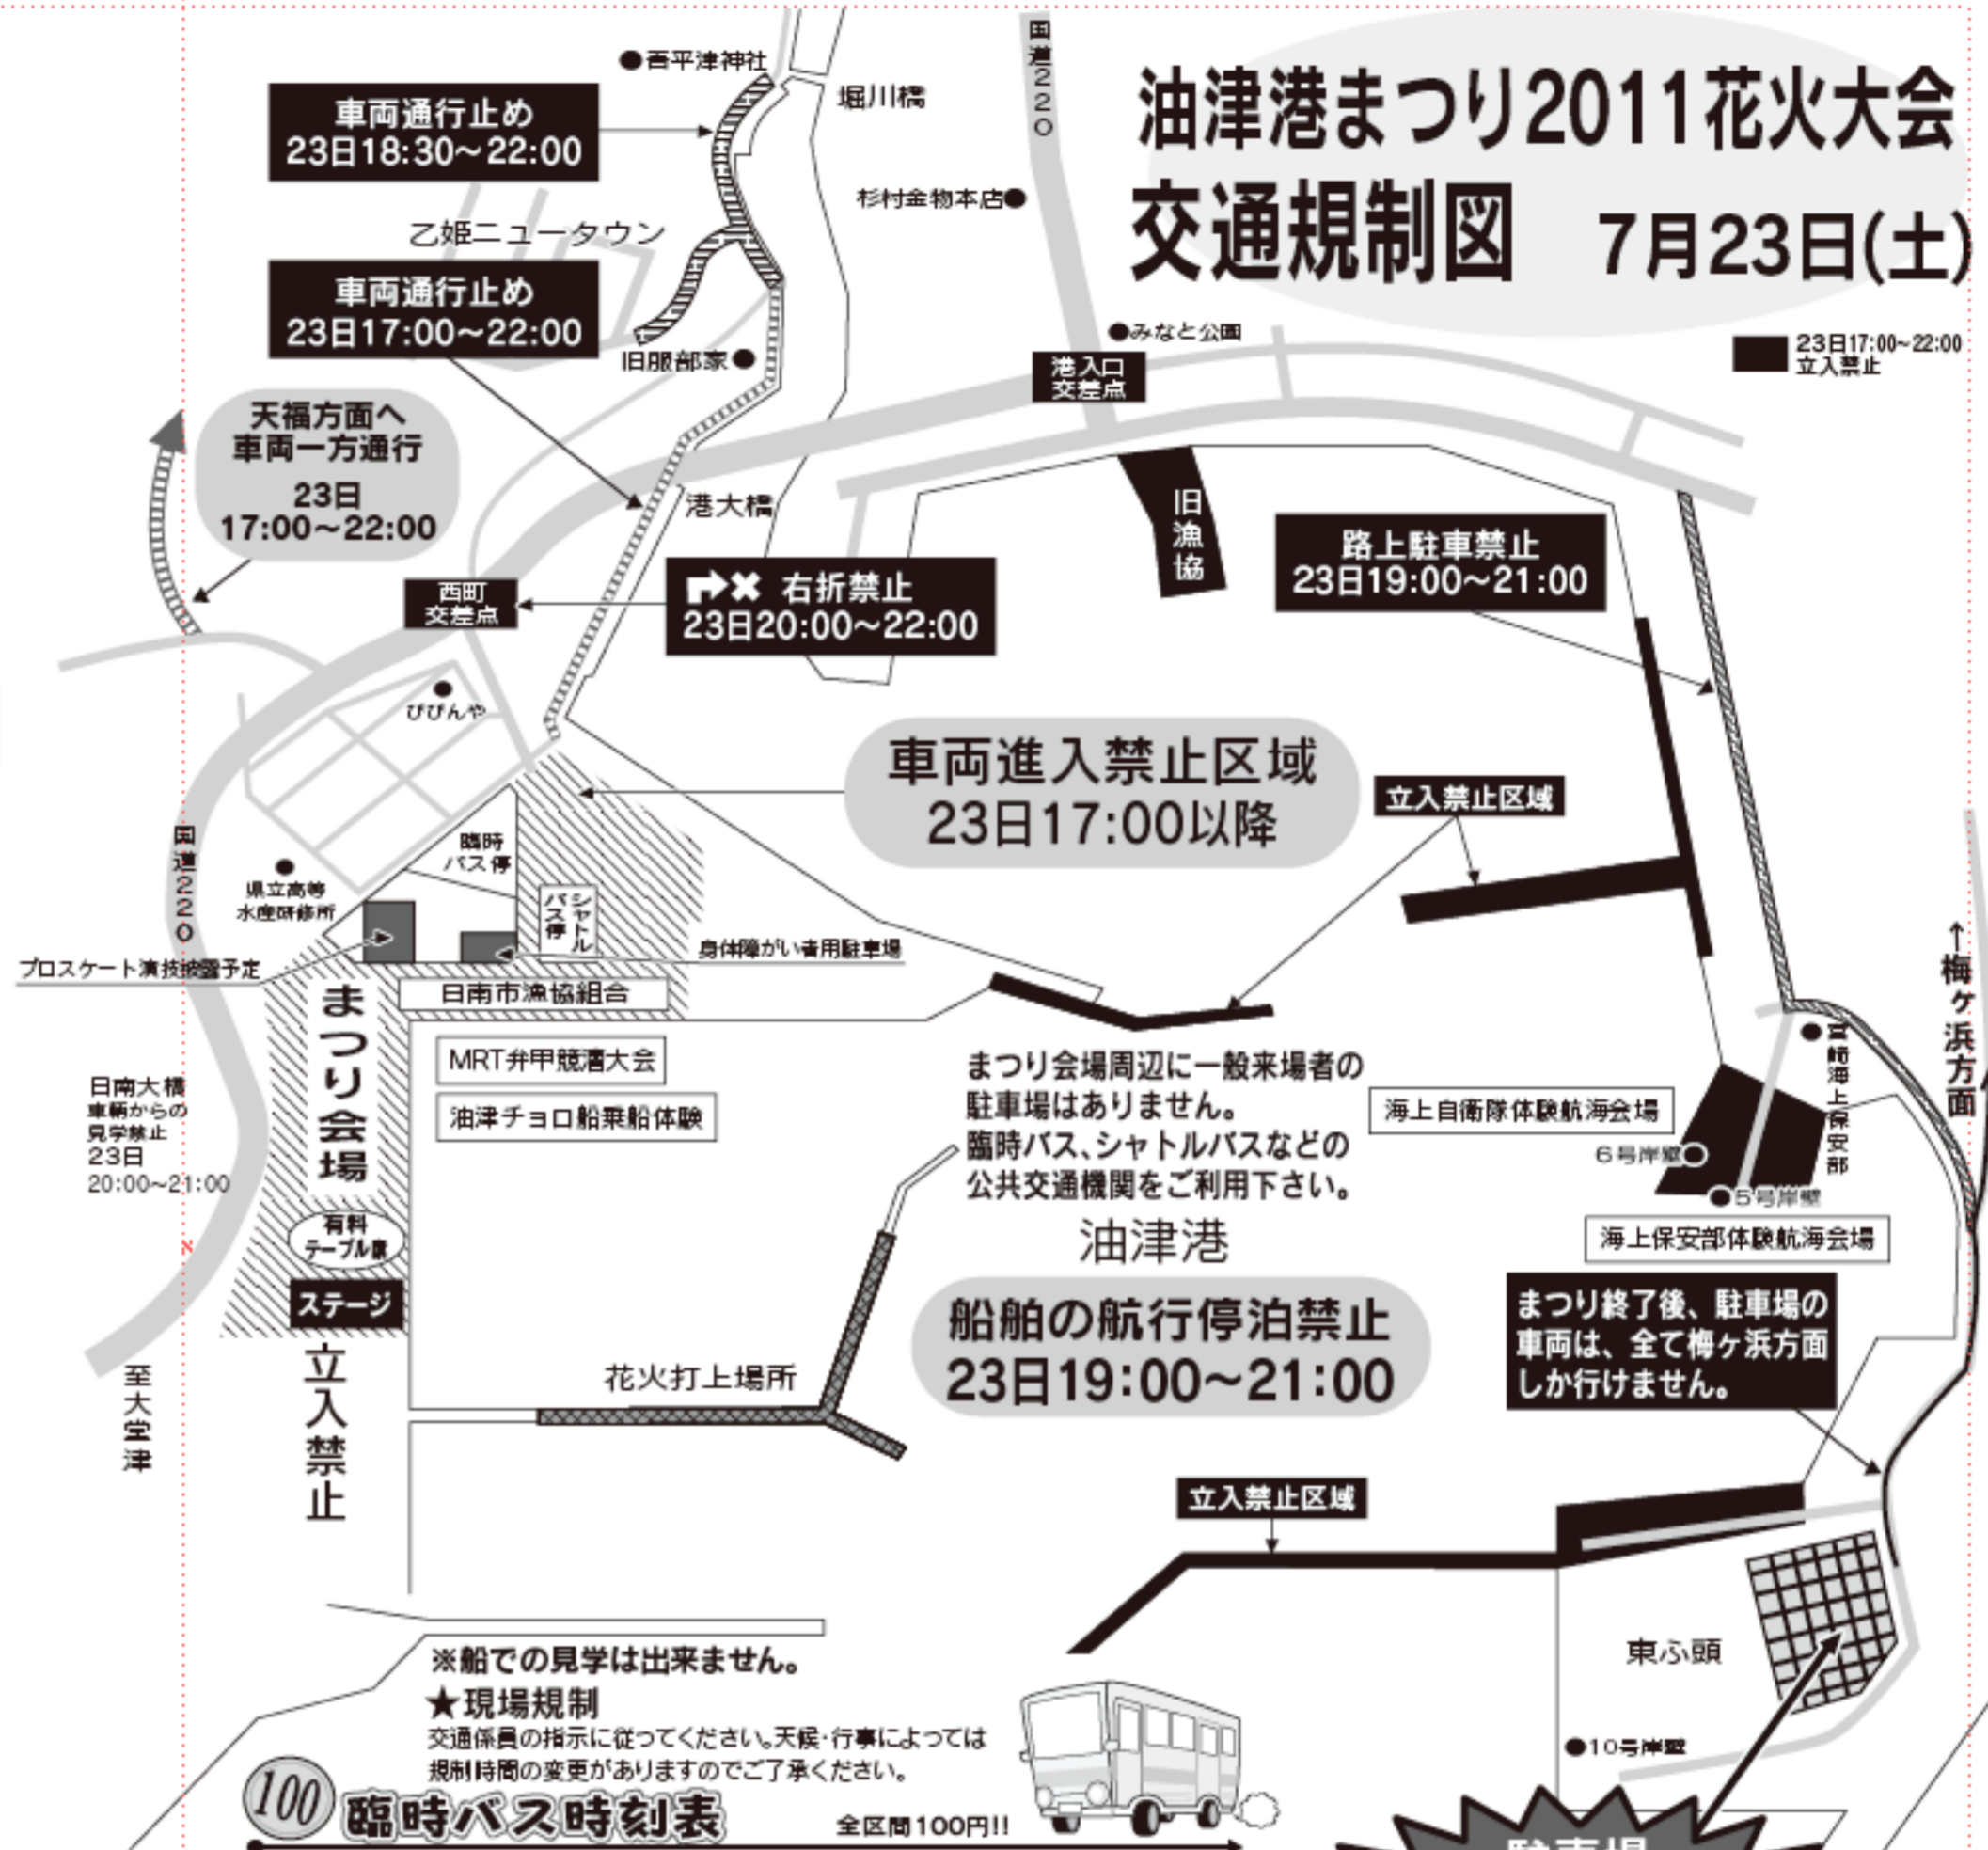 油津港まつり2011花火大会
交通規制図 7月23日(土)
23日17:00~22:00
立入禁止
吾平津神社
堀川橋
国道220
車両通行止め
23日18:30～22:00
杉村金物本店
乙姫ニュータウン
車両通行止め
23日17:00～22:00
旧服部家
みなと公園
港入口
交差点
天福方面へ
車両一方通行
23日
17:00～22:00
港大橋
旧漁協
路上駐車禁止
23日19:00～21:00
西町
交差点
右折禁止
23日20:00～22:00
びびんや
車両進入禁止区域
23日17:00以降
立入禁止区域
国道220
臨時
バス停
県立高等
水産研修所
シャトル
バス停
身体障がい者用駐車場
プロスケート演技披露予定
日南市漁協組合
まつり会場
MRT弁甲競漕大会
油津チョロ船乗船体験
日南大橋
車輌からの
見学禁止
23日
20:00~21:00
まつり会場周辺に一般来場者の
駐車場はありません。
臨時バス、シャトルバスなどの
公共交通機関をご利用下さい。
海上自衛隊体験航海会場
宮崎海上保安部
↑梅ヶ浜方面
6号岸壁
5号岸壁
海上保安部体験航海会場
油津港
船舶の航行停泊禁止
23日19:00～21:00
有料
テーブル席
ステージ
立入禁止
至大堂津
花火打上場所
まつり終了後、駐車場の
車両は、全て梅ヶ浜方面
しか行けません。
立入禁止区域
東ふ頭
10号岸壁
※船での見学は出来ません。
★現場規制
交通係員の指示に従ってください。天候・行事によっては
規制時間の変更がありますのでご了承ください。
100 臨時バス時刻表
全区間100円!!
駐車場